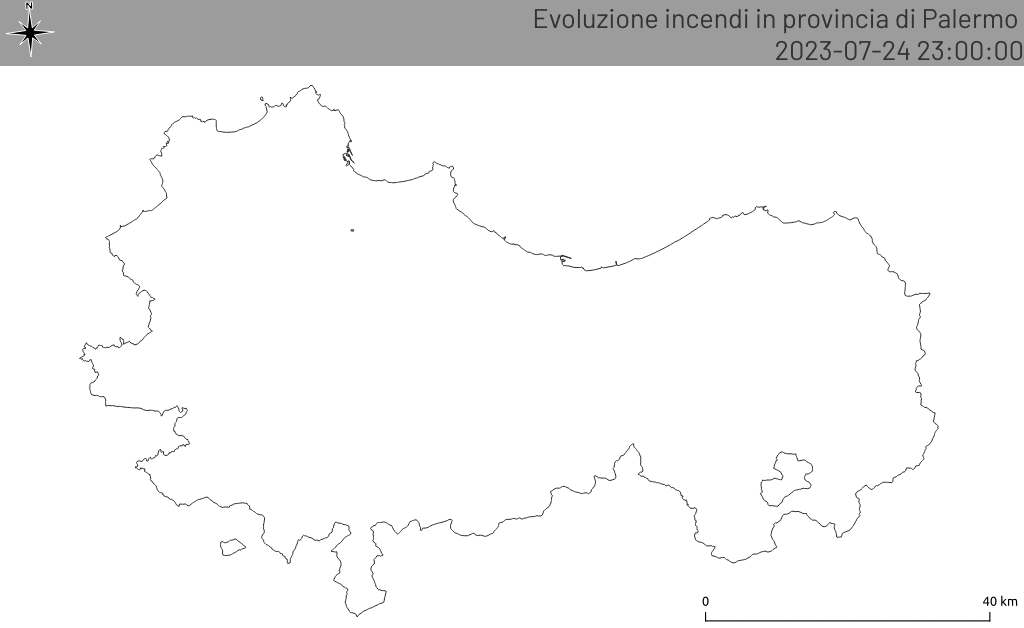 N
Evoluzione incendi in provincia di Palermo
2023-07-24 23:00:00
0 40 km